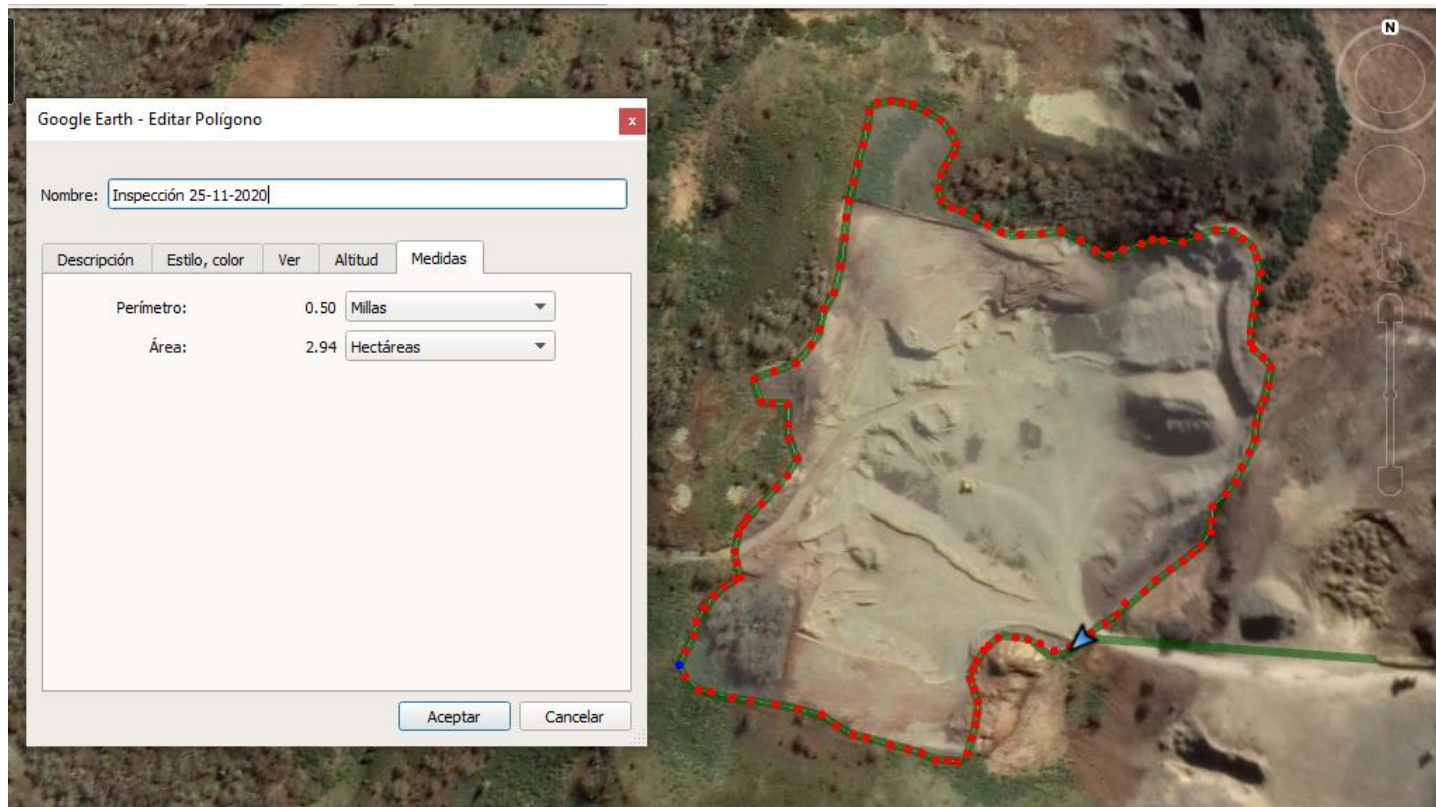 N
Google Earth - Editar Polígono
x
Nombre: Inspección 25-11-2020
Descripción Estilo, color Ver Altitud Medidas
Perímetro: 0.50 Millas
Área: 2.94 Hectáreas
Aceptar Cancelar